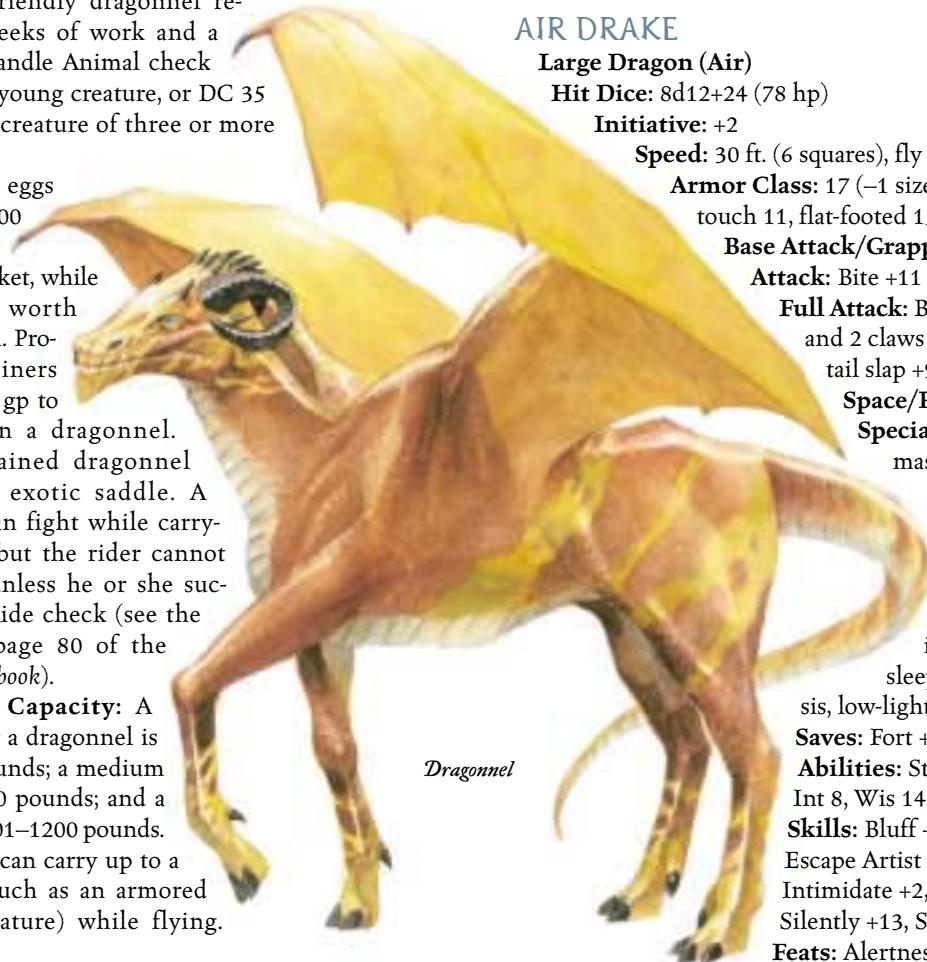 friendly dragonnel re-
eeks of work and a
andle Animal check
young creature, or DC 35
creature of three or more
eggs
00
ket, while
worth
Pro-
iners
gp to
n a dragonnel.
ained dragonnel
exotic saddle. A
n fight while carry-
but the rider cannot
unless he or she suc-
ide check (see the
page 80 of the
book).
Capacity: A
a dragonnel is
unds; a medium
0 pounds; and a
01–1200 pounds.
can carry up to a
uch as an armored
ature) while flying.
Dragonnel
AIR DRAKE
Large Dragon (Air)
Hit Dice: 8d12+24 (78 hp)
Initiative: +2
Speed: 30 ft. (6 squares), fly
Armor Class: 17 (–1 size
touch 11, flat-footed 1
Base Attack/Grapp
Attack: Bite +11
Full Attack: B
and 2 claws
tail slap +9
Space/
Specia
mas
i
sleep
sis, low-light
Saves: Fort +
Abilities: St
Int 8, Wis 14
Skills: Bluff
Escape Artist
Intimidate +2,
Silently +13, S
Feats: Alertnes